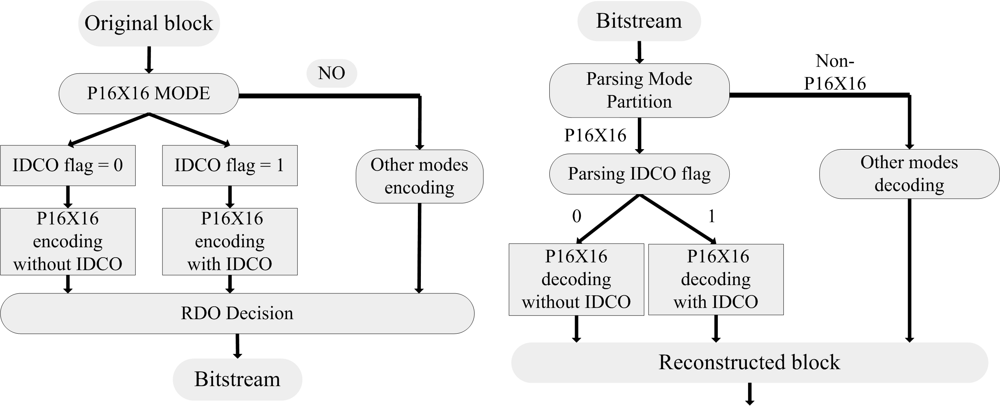 Original block
P16X16 MODE
NO
IDCO flag = 0
IDCO flag = 1
Other modes
encoding
P16X16
encoding
without IDCO
P16X16
encoding
with IDCO
RDO Decision
Bitstream
Bitstream
Parsing Mode
Partition
Non-
P16X16
P16X16
Parsing IDCO flag
Other modes
decoding
0
1
P16X16
decoding
without IDCO
P16X16
decoding
with IDCO
Reconstructed block